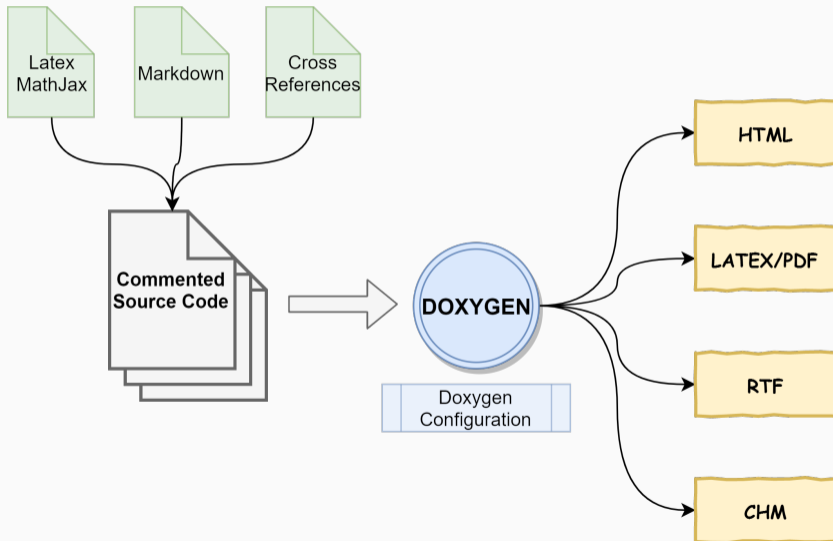 Latex
MathJax
Markdown
Cross
References
Commented
Source Code
DOXYGEN
Doxygen
Configuration
HTML
LATEX/PDF
RTF
CHM